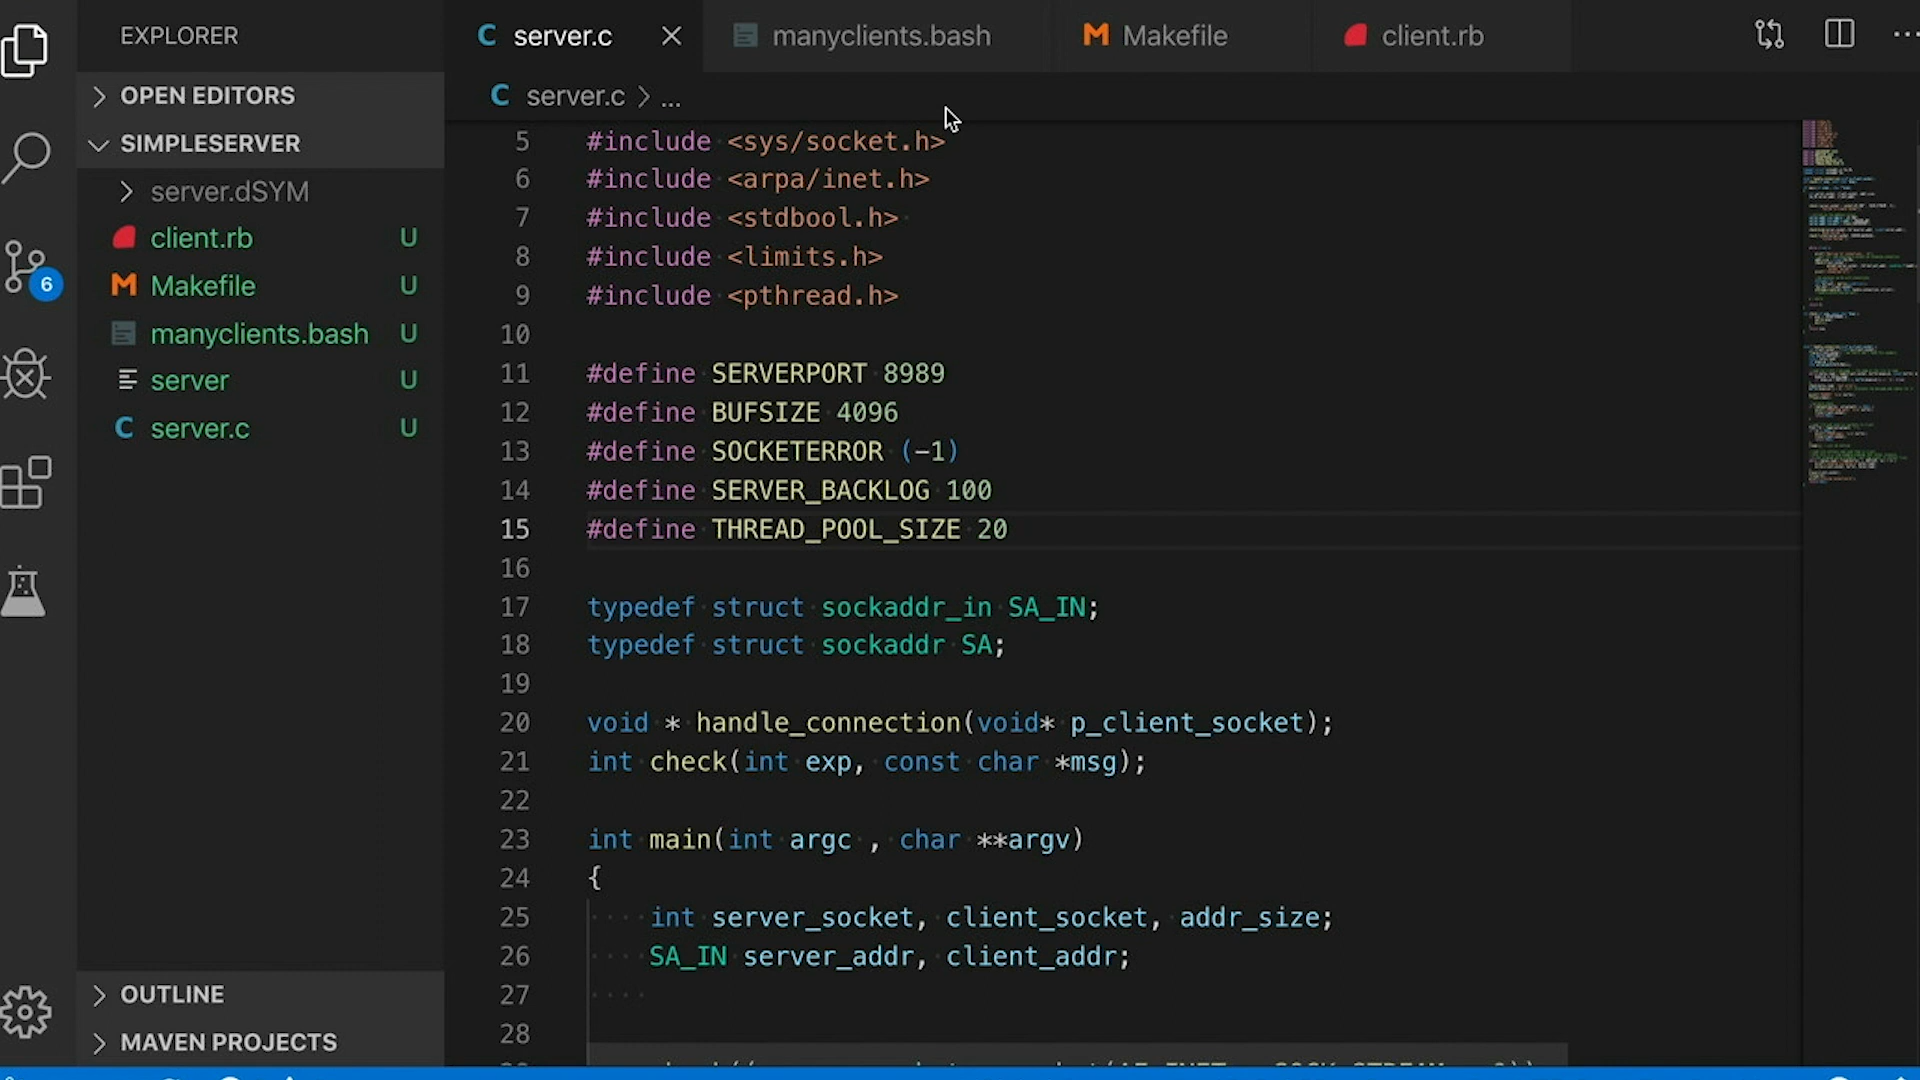 EXPLORER
OPEN EDITORS
SIMPLESERVER
server.dSYM
client.rb U
Makefile U
manyclients.bash U
server U
server.c U
6
OUTLINE
MAVEN PROJECTS
C server.c
manyclients.bash
Makefile
client.rb
C server.c > ...
5 #include <sys/socket.h>
6 #include <arpa/inet.h>
7 #include <stdbool.h>
8 #include <limits.h>
9 #include <pthread.h>
10
11 #define SERVERPORT 8989
12 #define BUFSIZE 4096
13 #define SOCKETERROR (-1)
14 #define SERVER_BACKLOG 100
15 #define THREAD_POOL_SIZE 20
16
17 typedef struct sockaddr_in SA_IN;
18 typedef struct sockaddr SA;
19
20 void * handle_connection(void* p_client_socket);
21 int check(int exp, const char *msg);
22
23 int main(int argc , char **argv)
24 {
25 int server_socket, client_socket, addr_size;
26 SA_IN server_addr, client_addr;
27
28